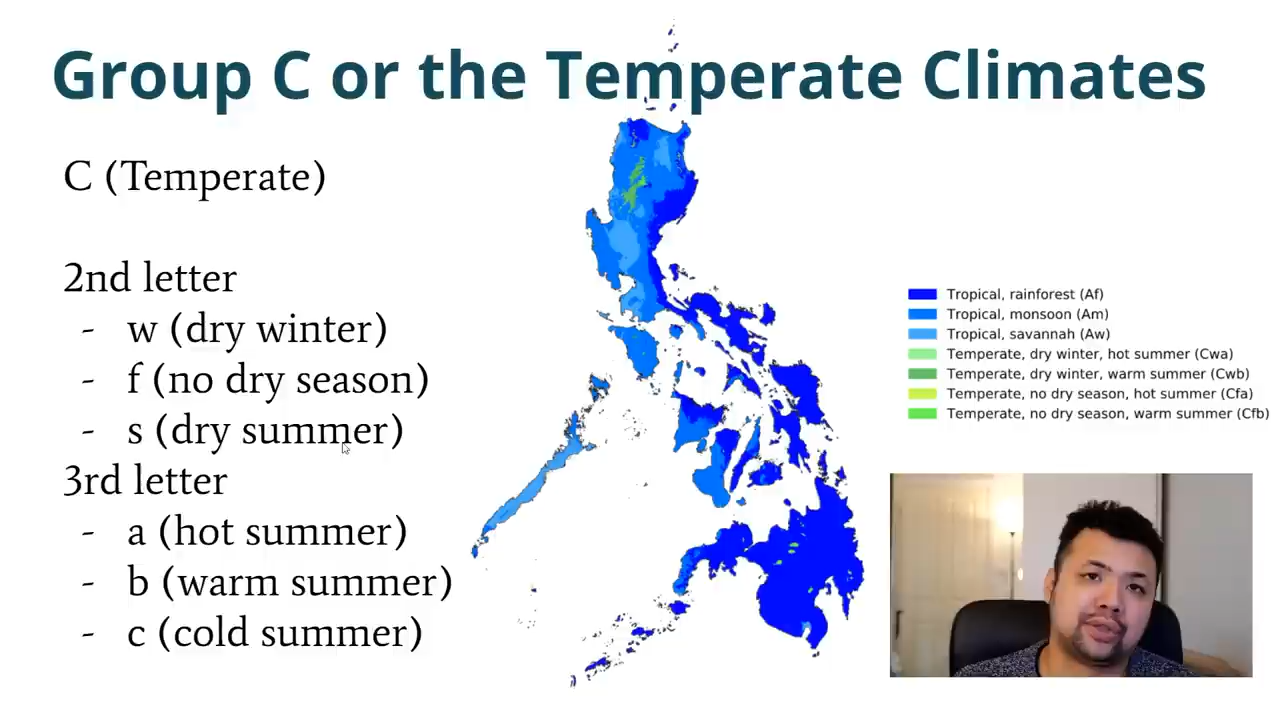 Group C or the Temperate Climates
C (Temperate)
2nd letter
- w (dry winter)
- f (no dry season)
- s (dry summer)
3rd letter
- a (hot summer)
- b (warm summer)
- c (cold summer)
Tropical, rainforest (Af)
Tropical, monsoon (Am)
Tropical, savannah (Aw)
Temperate, dry winter, hot summer (Cwa)
Temperate, dry winter, warm summer (Cwb)
Temperate, no dry season, hot summer (Cfa)
Temperate, no dry season, warm summer (Cfb)